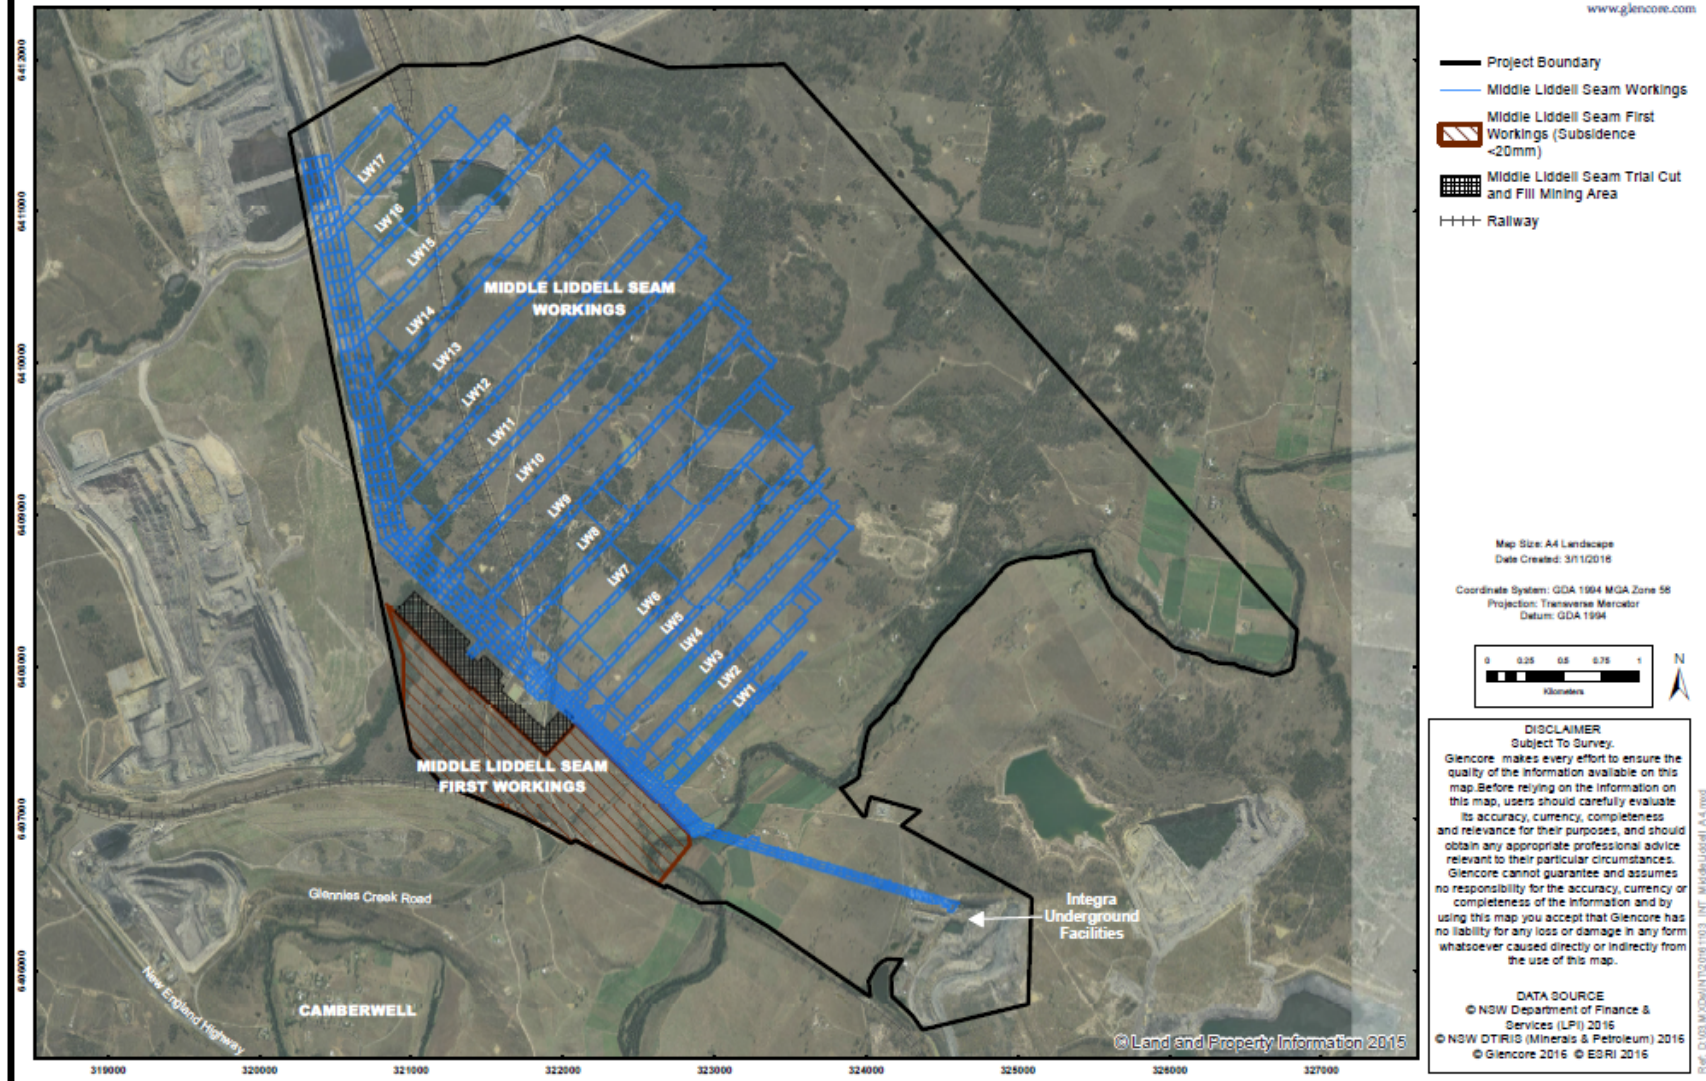 www.glencore.com
Project Boundary
Middle Liddell Seam Workings
Middle Liddell Seam First
Workings (Subsidence
<20mm)
Middle Liddell Seam Trial Cut
and Fill Mining Area
Railway
6412000
6411000
6410000
6409000
6408000
6407000
6406000
LW17
LW16
LW15
LW14
LW13
LW12
LW11
LW10
LW9
LW8
LW7
LW6
LW5
LW4
LW3
LW2
LW1
MIDDLE LIDDELL SEAM
WORKINGS
MIDDLE LIDDELL SEAM
FIRST WORKINGS
Glennies Creek Road
New England Highway
CAMBERWELL
Integra
Underground
Facilities
© Land and Property Information 2015
319000 320000 321000 322000 323000 324000 325000 326000 327000
Map Size: A4 Landscape
Date Created: 3/11/2016
Coordinate System: GDA 1994 MGA Zone 56
Projection: Transverse Mercator
Datum: GDA 1994
0 0.25 0.5 0.75 1
Kilometers
N
DISCLAIMER
Subject To Survey.
Glencore makes every effort to ensure the
quality of the information available on this
map.Before relying on the information on
this map, users should carefully evaluate
its accuracy, currency, completeness
and relevance for their purposes, and should
obtain any appropriate professional advice
relevant to their particular circumstances.
Glencore cannot guarantee and assumes
no responsibility for the accuracy, currency or
completeness of the information and by
using this map you accept that Glencore has
no liability for any loss or damage in any form
whatsoever caused directly or indirectly from
the use of this map.
DATA SOURCE
© NSW Department of Finance &
Services (LPI) 2016
© NSW DTIRIS (Minerals & Petroleum) 2016
© Glencore 2016 © ESRI 2016